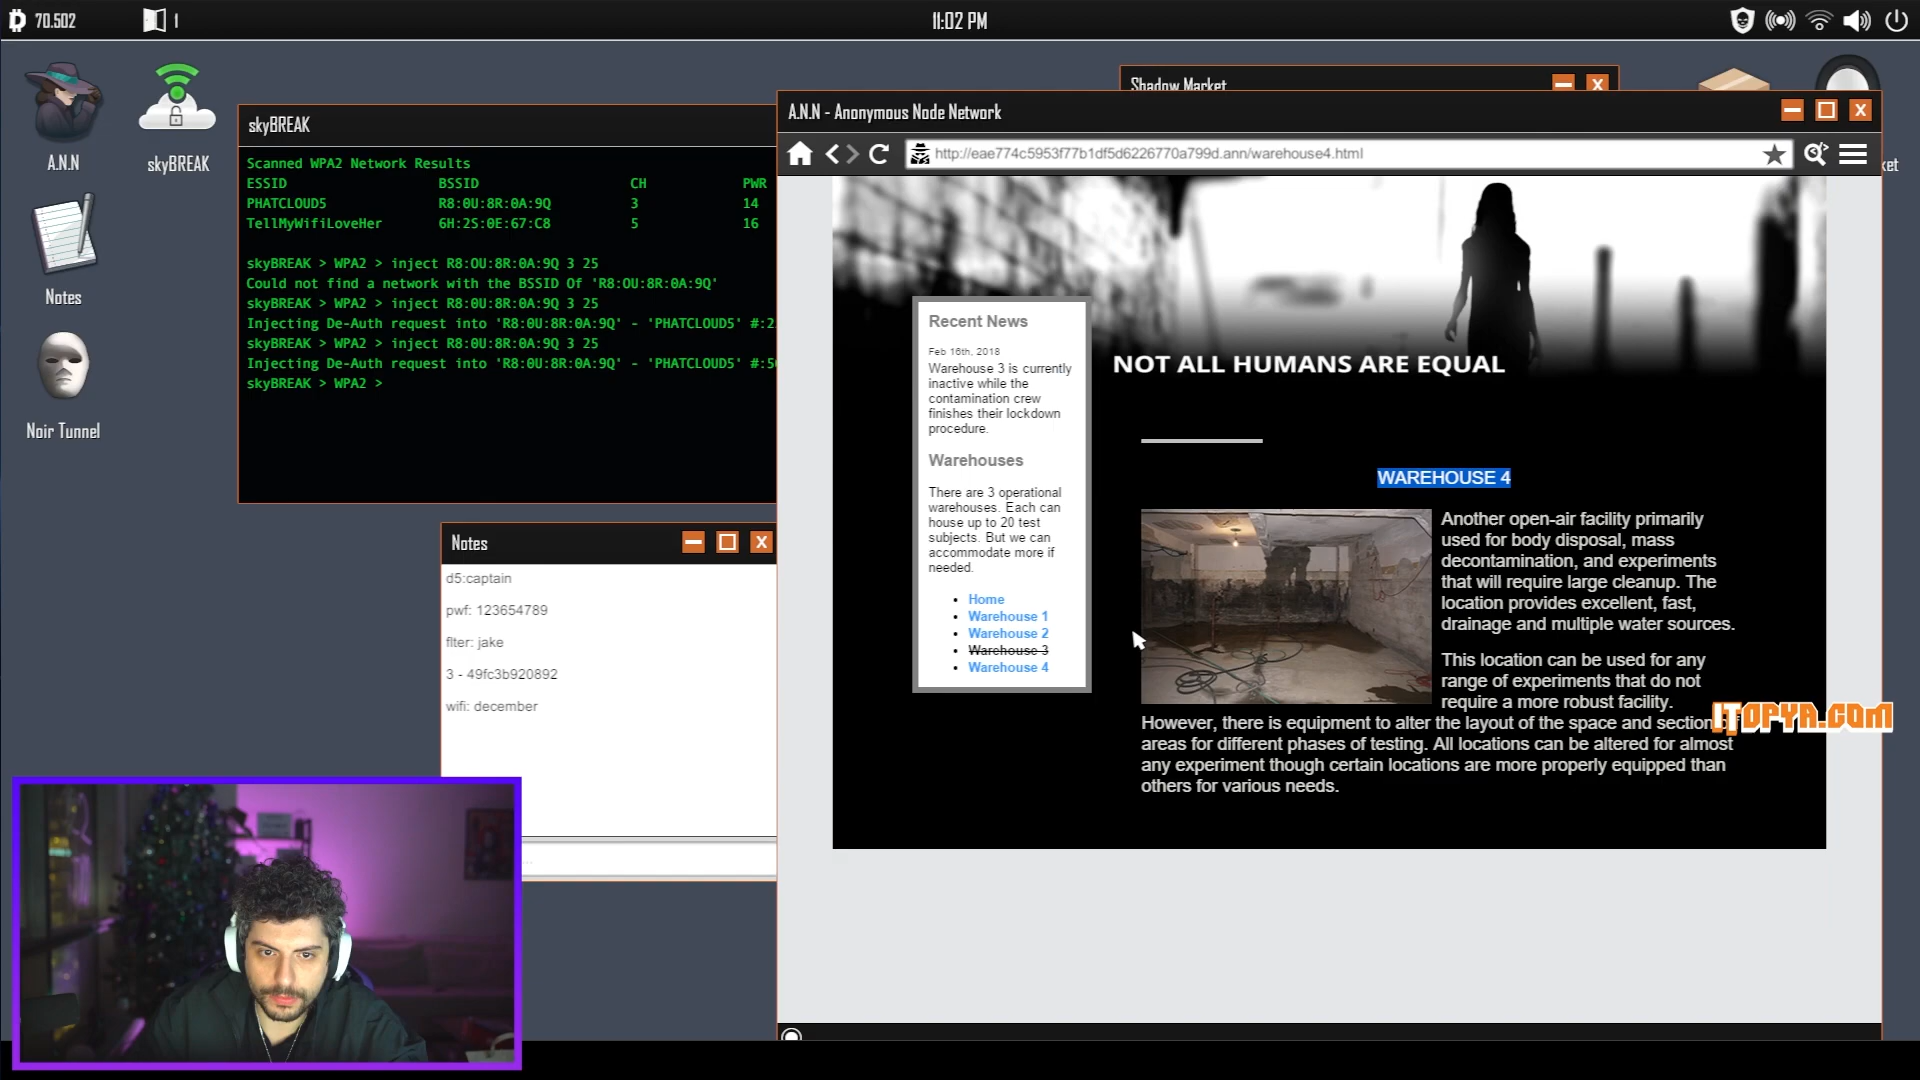 70.502
1
11:02 PM
A.N.N
skyBREAK
Notes
Noir Tunnel
skyBREAK
Scanned WPA2 Network Results
ESSID BSSID CH PWR
PHATCLOUD5 R8:0U:8R:0A:9Q 3 14
TellMyWifiLoveHer 6H:2S:0E:67:C8 5 16
skyBREAK > WPA2 > inject R8:OU:8R:0A:9Q 3 25
Could not find a network with the BSSID Of 'R8:OU:8R:0A:9Q'
skyBREAK > WPA2 > inject R8:0U:8R:0A:9Q 3 25
Injecting De-Auth request into 'R8:0U:8R:0A:9Q' - 'PHATCLOUD5' #:2
skyBREAK > WPA2 > inject R8:0U:8R:0A:9Q 3 25
Injecting De-Auth request into 'R8:0U:8R:0A:9Q' - 'PHATCLOUD5' #:5
skyBREAK > WPA2 >
Notes
d5:captain
pwf: 123654789
flter: jake
3 - 49fc3b920892
wifi: december
Shadow Market
ket
A.N.N - Anonymous Node Network
http://eae774c5953f77b1df5d6226770a799d.ann/warehouse4.html
Recent News
Feb 16th, 2018
Warehouse 3 is currently
inactive while the
contamination crew
finishes their lockdown
procedure.
Warehouses
There are 3 operational
warehouses. Each can
house up to 20 test
subjects. But we can
accommodate more if
needed.
Home
Warehouse 1
Warehouse 2
Warehouse 3
Warehouse 4
NOT ALL HUMANS ARE EQUAL
WAREHOUSE 4
Another open-air facility primarily
used for body disposal, mass
decontamination, and experiments
that will require large cleanup. The
location provides excellent, fast,
drainage and multiple water sources.
This location can be used for any
range of experiments that do not
require a more robust facility.
However, there is equipment to alter the layout of the space and section
areas for different phases of testing. All locations can be altered for almost
any experiment though certain locations are more properly equipped than
others for various needs.
ITOPYA.COM